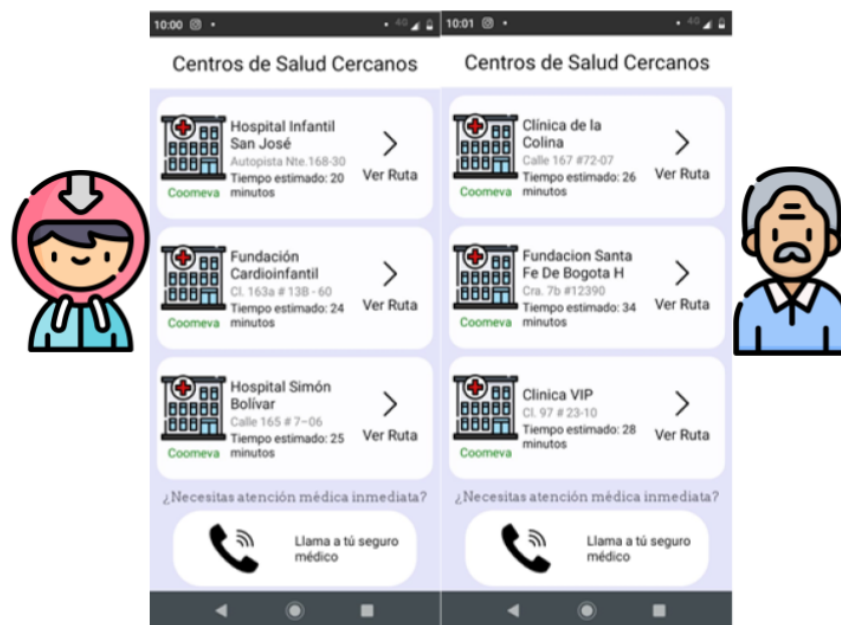 10:00
4G
Centros de Salud Cercanos
Hospital Infantil
San José
Autopista Nte.168-30
Tiempo estimado: 20
minutos
Coomeva
Ver Ruta
Fundación
Cardioinfantil
Cl. 163a # 13B - 60
Tiempo estimado: 24
minutos
Coomeva
Ver Ruta
Hospital Simón
Bolívar
Calle 165 # 7–06
Tiempo estimado: 25
minutos
Coomeva
Ver Ruta
¿Necesitas atención médica inmediata?
Llama a tú seguro
médico
10:01
4G
Centros de Salud Cercanos
Clínica de la
Colina
Calle 167 #72-07
Tiempo estimado: 26
minutos
Coomeva
Ver Ruta
Fundacion Santa
Fe De Bogota H
Cra. 7b #12390
Tiempo estimado: 34
minutos
Coomeva
Ver Ruta
Clinica VIP
Cl. 97 # 23-10
Tiempo estimado: 28
minutos
Coomeva
Ver Ruta
¿Necesitas atención médica inmediata?
Llama a tú seguro
médico